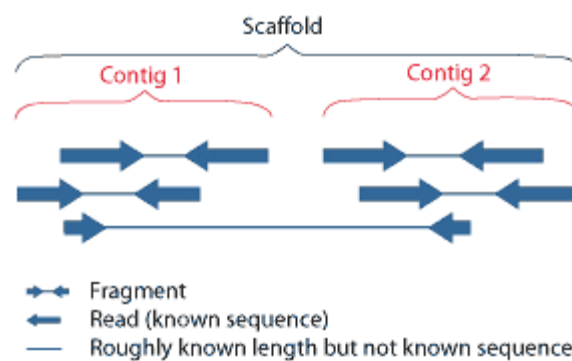 Scaffold
Contig 1
Contig 2
Fragment
Read (known sequence)
Roughly known length but not known sequence